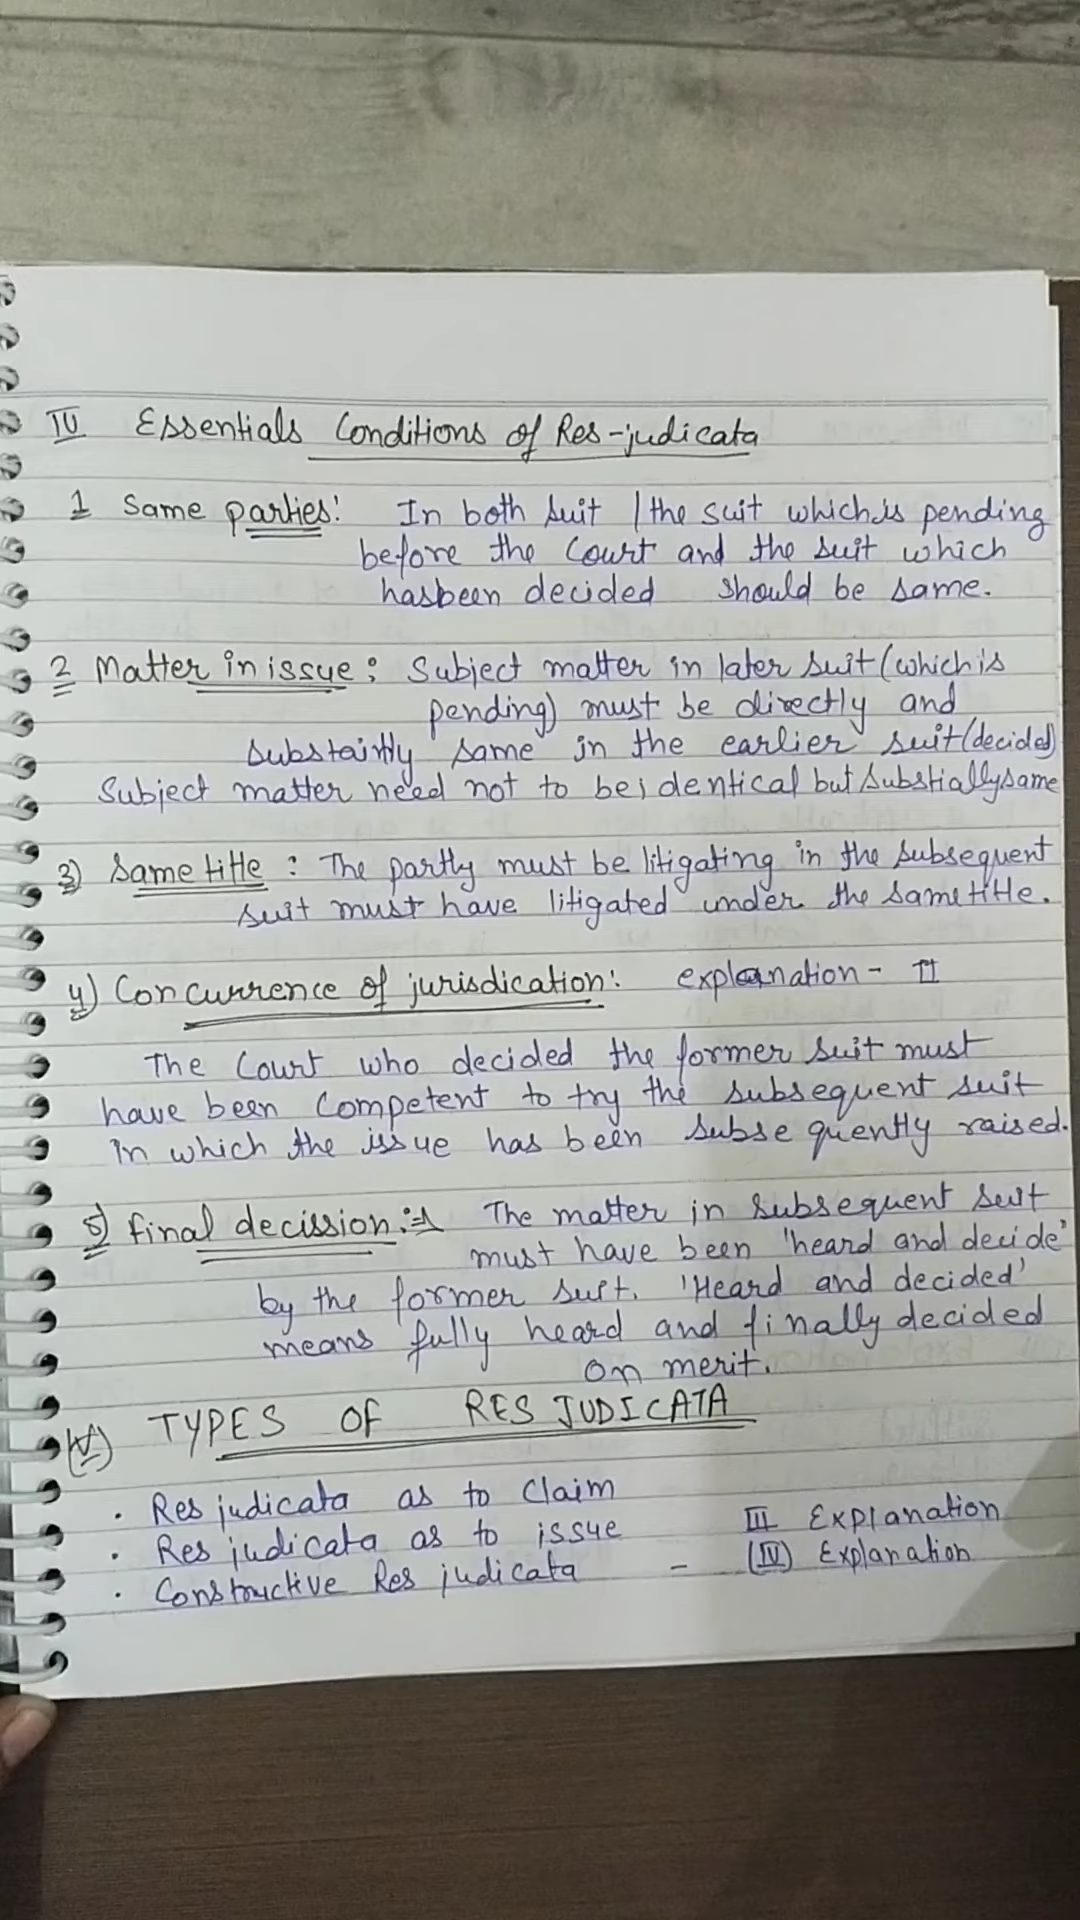 IV Essentials Conditions of Res-judicata
1 Same parties: In both suit / the suit which is pending
before the Court and the suit which
hasbeen decided should be same.
2 Matter in issue: Subject matter in later suit (which is
pending) must be directly and
substaintly same in the earlier suit (decided)
Subject matter need not to be identical but substially same
3) Same title: The partly must be litigating in the subsequent
suit must have litigated under the same title.
4) Concurrence of jurisdication: explanation - II
The Court who decided the former suit must
have been Competent to try the subsequent suit
in which the issue has been subsequently raised.
5) final decission:⇒ The matter in subsequent suit
must have been 'heard and decide'
by the former suit. 'Heard and decided'
means fully heard and finally decided
on merit.
(V) TYPES OF RES JUDICATA
. Res judicata as to Claim
. Res judicata as to issue III Explanation
. Constructive Res judicata - (IV) Explanation